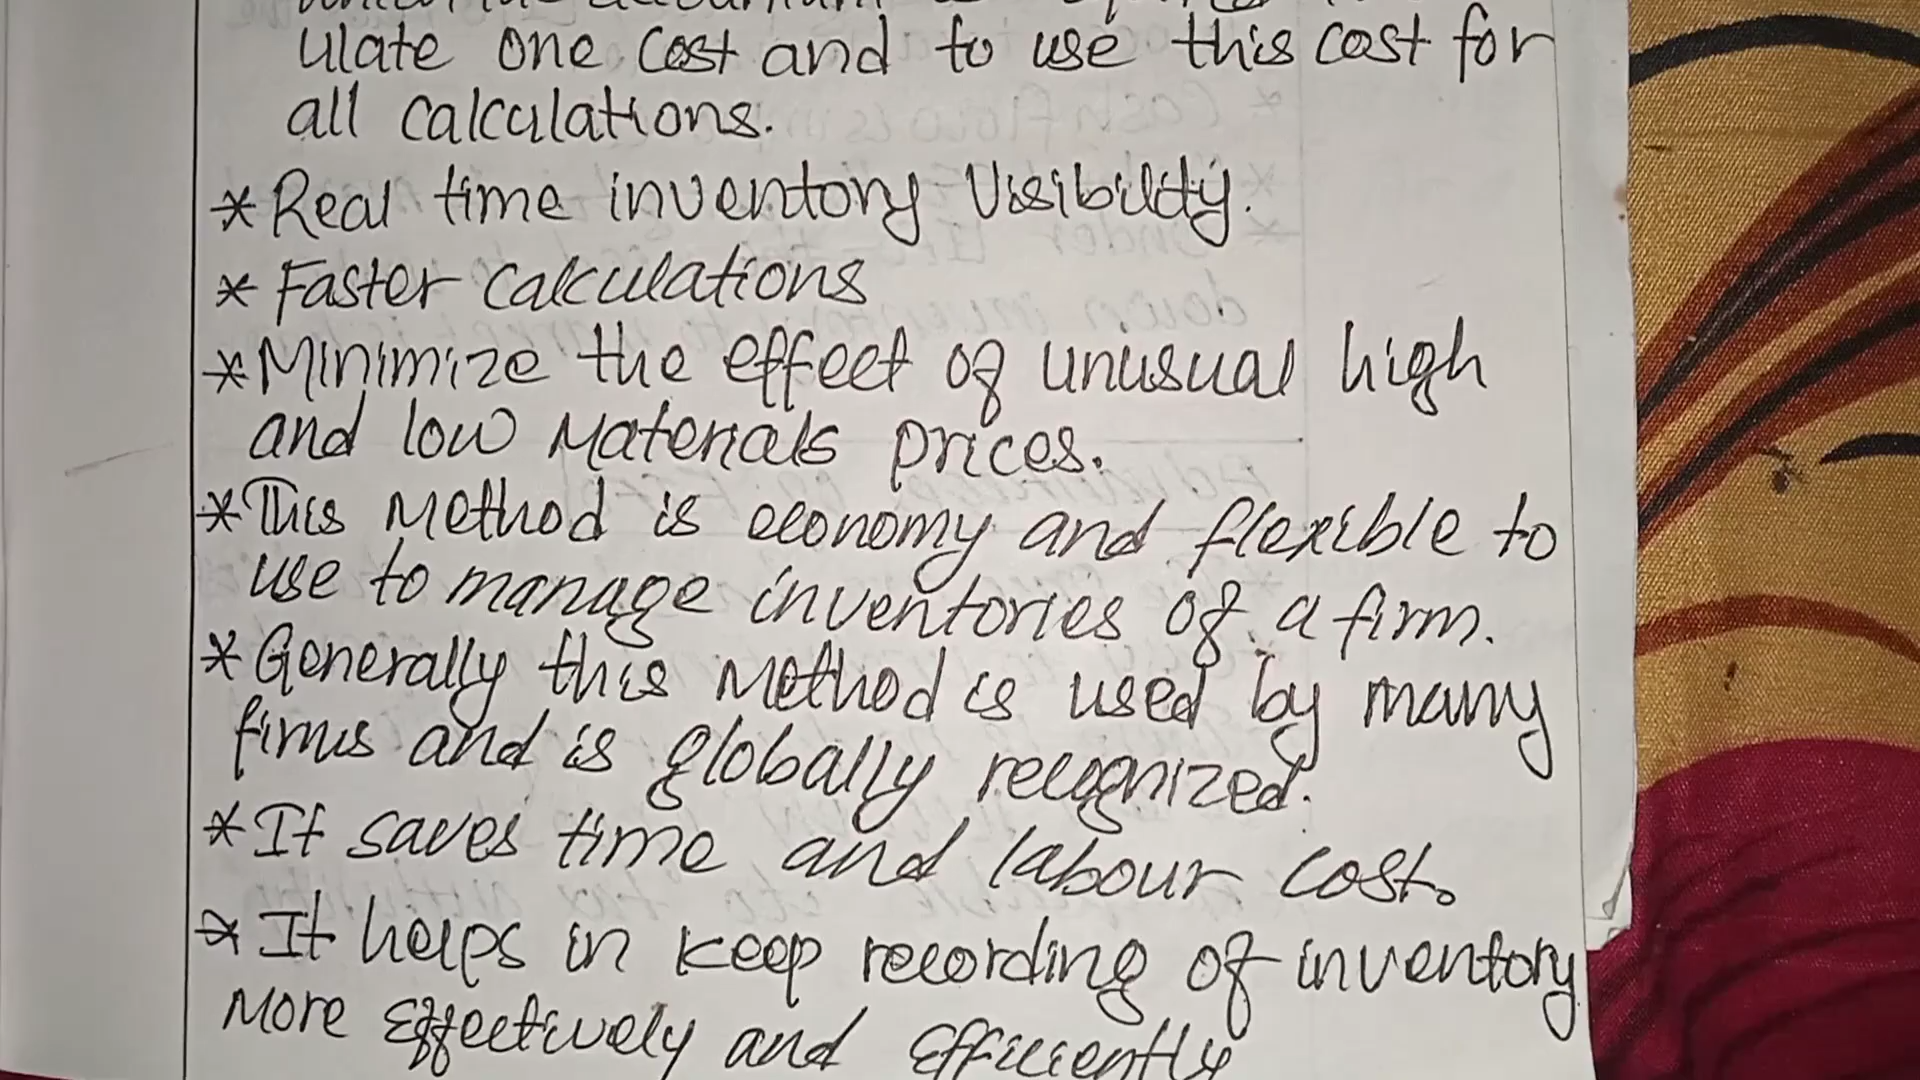 ulate one cost and to use this cost for
all calculations.
* Real time inventory Visibility.
* Faster calculations
* Minimize the effect of unusual high
and low Materials prices.
* This Method is economy and flexible to
use to manage inventories of a firm.
* Generally this Method is used by many
firms and is globally recognized.
* It saves time and labour cost.
* It helps in keep recording of inventory
More Effectively and Efficiently